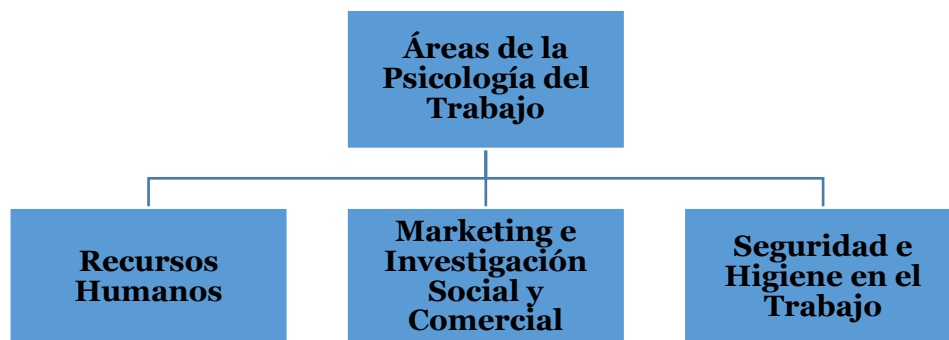 Áreas de la
Psicología del
Trabajo
Recursos
Humanos
Marketing e
Investigación
Social y
Comercial
Seguridad e
Higiene en el
Trabajo